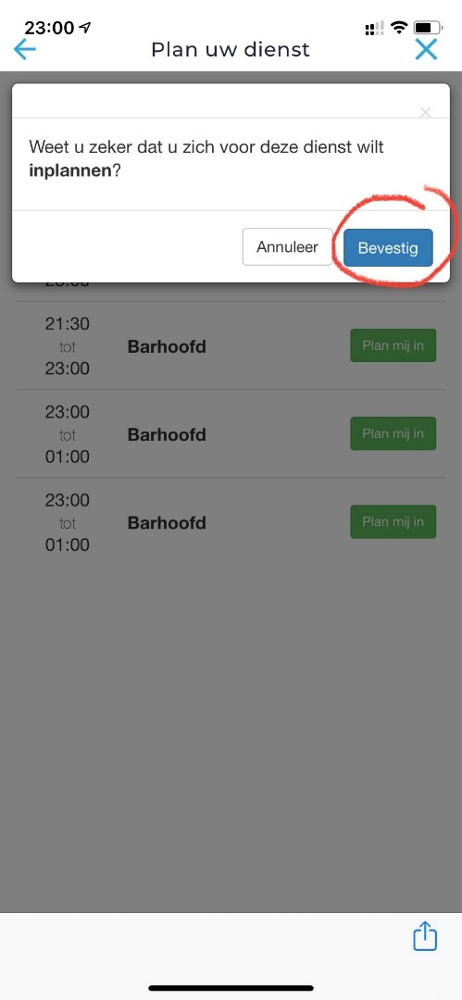 23:00
Plan uw dienst
Weet u zeker dat u zich voor deze dienst wilt
inplannen?
Annuleer
Bevestig
21:30
tot
23:00
Barhoofd
Plan mij in
23:00
tot
01:00
Barhoofd
Plan mij in
23:00
tot
01:00
Barhoofd
Plan mij in